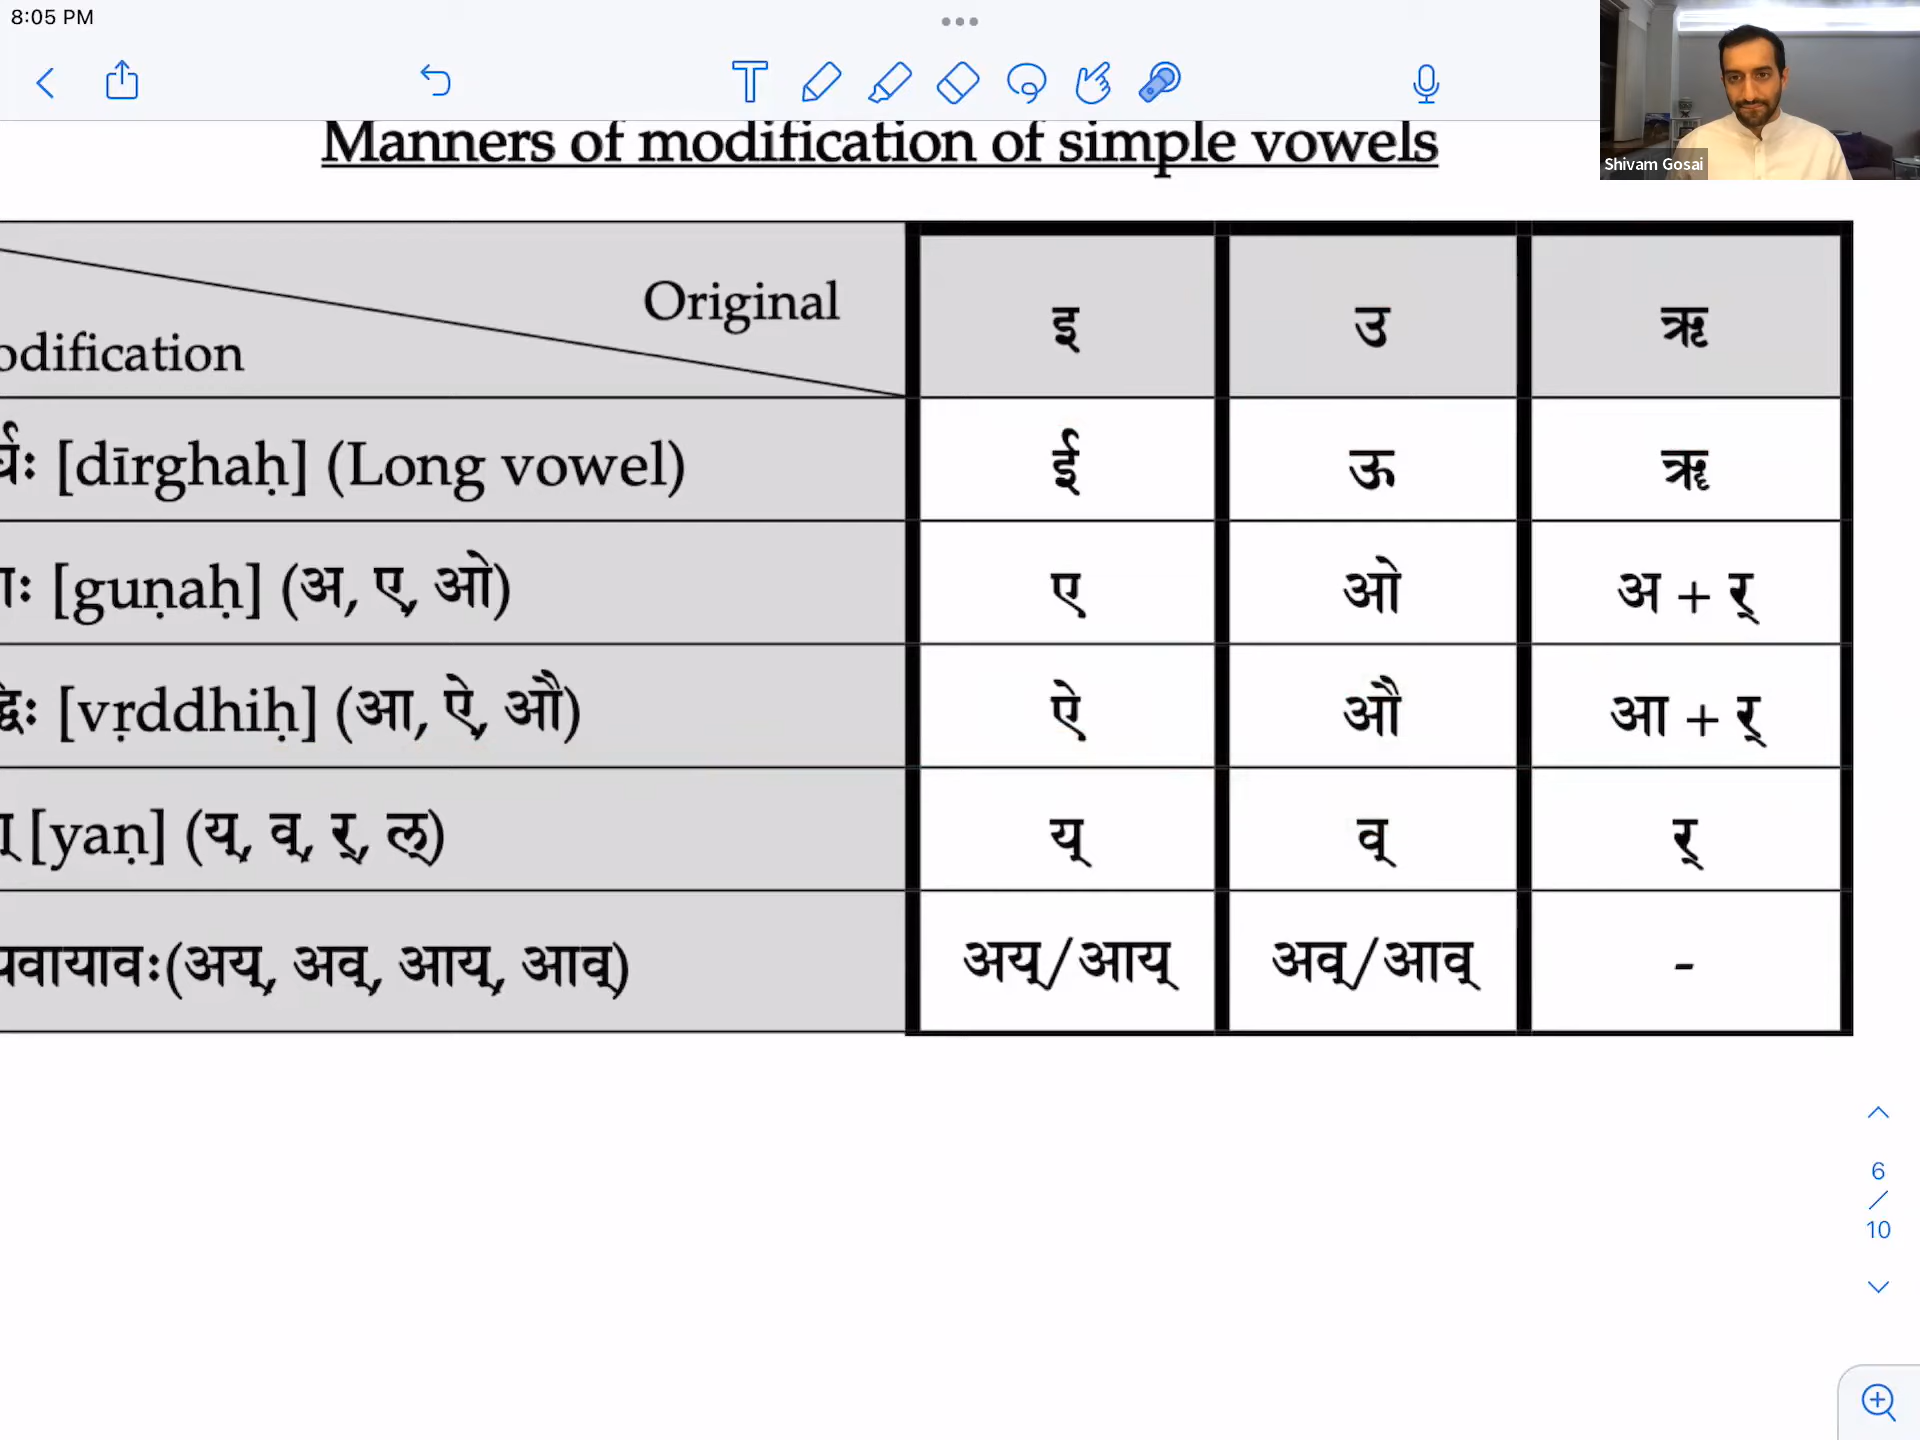 8:05 PM
Shivam Gosai
Manners of modification of simple vowels
Original इ उ ऋ
odification
र्घः [dīrghaḥ] (Long vowel) ई ऊ ॠ
णः [guṇaḥ] (अ, ए, ओ) ए ओ अ + र्
द्धिः [vṛddhiḥ] (आ, ऐ, औ) ऐ औ आ + र्
[yaṇ] (य्, व्, र्, ल्) य् व् र्
यवायावः(अय्, अव्, आय्, आव्) अय्/आय् अव्/आव् -
6
/
10